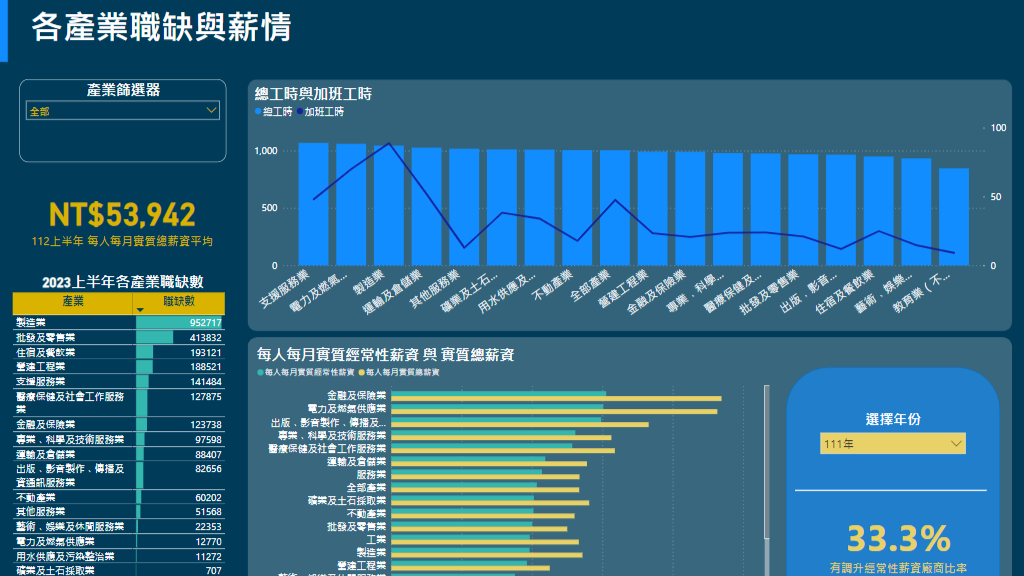 各產業職缺與薪情
產業篩選器
全部
NT$53,942
112上半年 每人每月實質總薪資平均
2023上半年各產業職缺數
產業 職缺數
製造業 952717
批發及零售業 413832
住宿及餐飲業 193121
營建工程業 188521
支援服務業 141484
醫療保健及社會工作服務
業 127875
金融及保險業 123738
專業、科學及技術服務業 97598
運輸及倉儲業 88407
出版、影音製作、傳播及
資通訊服務業 82656
不動產業 60202
其他服務業 51568
藝術、娛樂及休閒服務業 22353
電力及燃氣供應業 12770
用水供應及污染整治業 11272
礦業及土石採取業 707
總工時與加班工時
總工時 加班工時
1,000
500
0
100
50
0
支援服務業
電力及燃氣...
製造業
運輸及倉儲業
其他服務業
礦業及土石...
用水供應及...
不動產業
全部產業
營建工程業
金融及保險業
專業、科學...
醫療保健及...
批發及零售業
出版、影音...
住宿及餐飲業
藝術、娛樂...
教育業（不...
每人每月實質經常性薪資 與 實質總薪資
每人每月實質經常性薪資 每人每月實質總薪資
金融及保險業
電力及燃氣供應業
出版、影音製作、傳播及...
專業、科學及技術服務業
醫療保健及社會工作服務業
運輸及倉儲業
服務業
全部產業
礦業及土石採取業
不動產業
批發及零售業
工業
製造業
營建工程業
選擇年份
111年
33.3%
有調升經常性薪資廠商比率